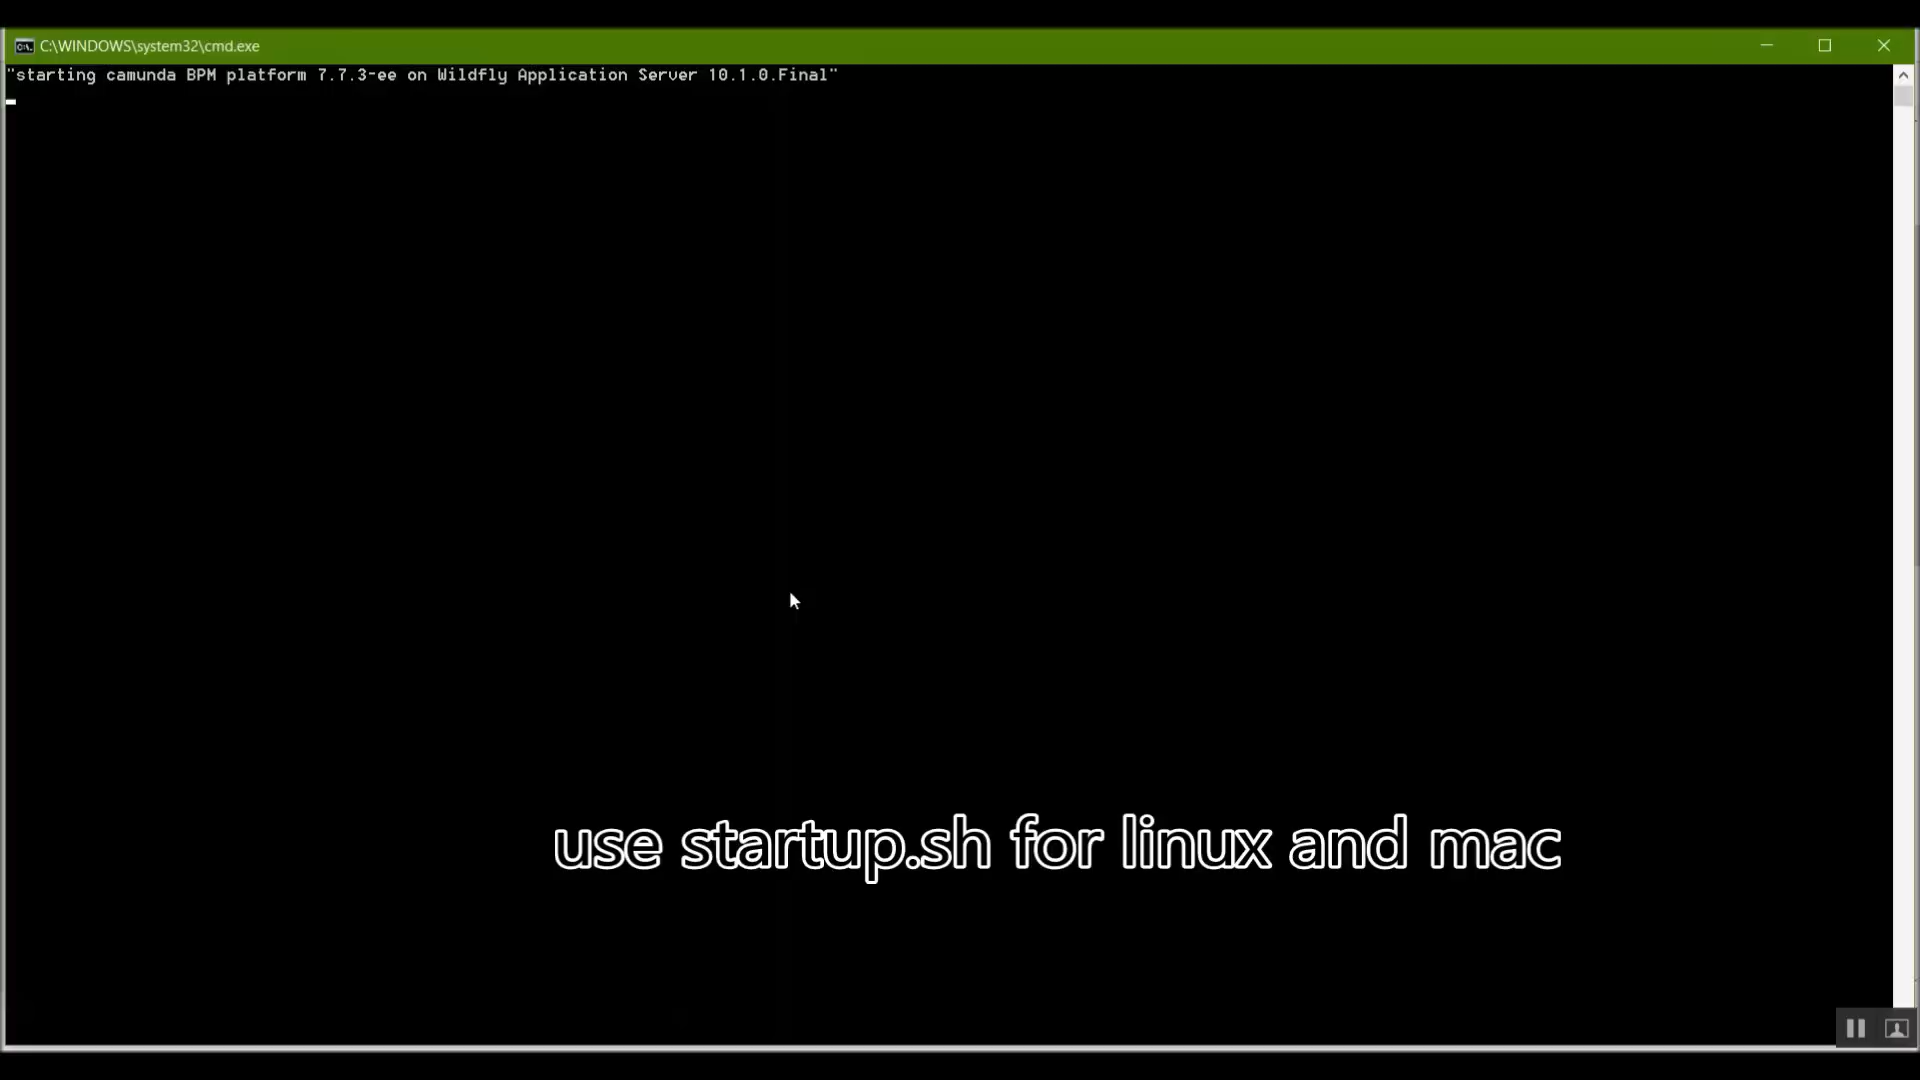 C:\WINDOWS\system32\cmd.exe
"starting camunda BPM platform 7.7.3-ee on Wildfly Application Server 10.1.0.Final"
use startup.sh for linux and mac